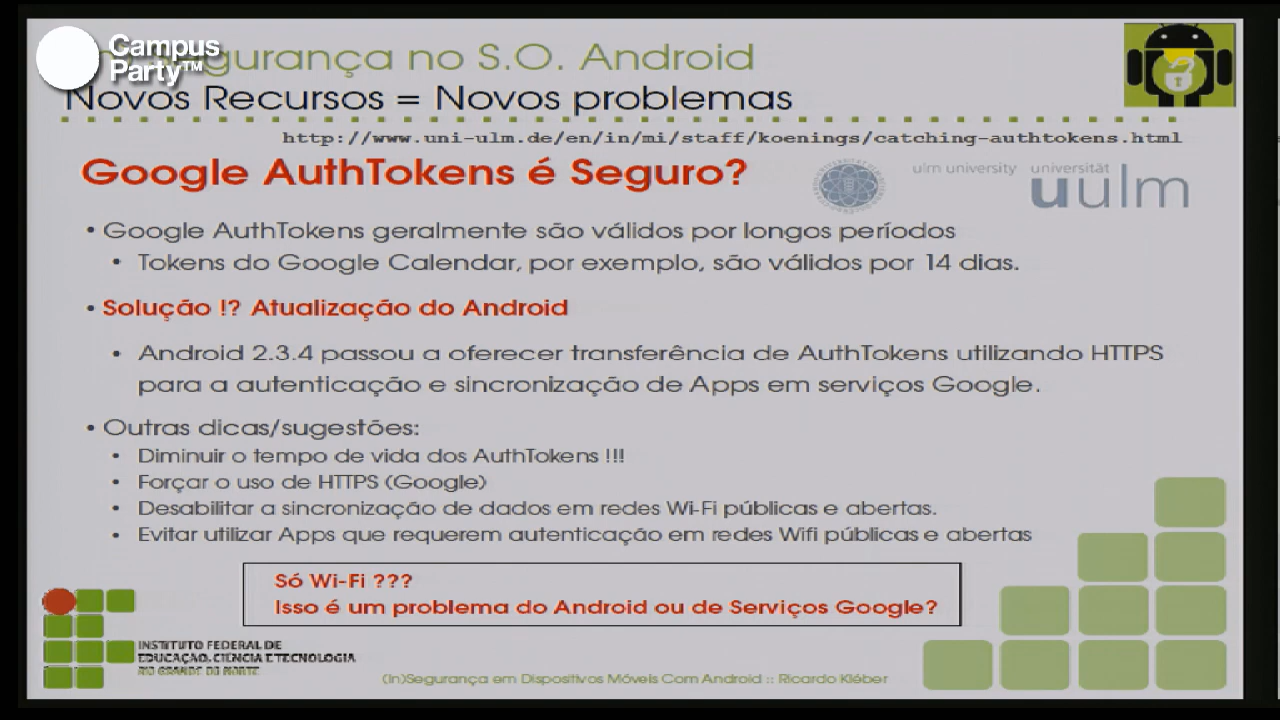 Campus
Party™
Segurança no S.O. Android
Novos Recursos = Novos problemas
http://www.uni-ulm.de/en/in/mi/staff/koenings/catching-authtokens.html
Google AuthTokens é Seguro?
ulm university universität
uulm
• Google AuthTokens geralmente são válidos por longos períodos
• Tokens do Google Calendar, por exemplo, são válidos por 14 dias.
• Solução !? Atualização do Android
• Android 2.3.4 passou a oferecer transferência de AuthTokens utilizando HTTPS
para a autenticação e sincronização de Apps em serviços Google.
• Outras dicas/sugestões:
• Diminuir o tempo de vida dos AuthTokens !!!
• Forçar o uso de HTTPS (Google)
• Desabilitar a sincronização de dados em redes Wi-Fi públicas e abertas.
• Evitar utilizar Apps que requerem autenticação em redes Wifi públicas e abertas
Só Wi-Fi ???
Isso é um problema do Android ou de Serviços Google?
INSTITUTO FEDERAL DE
EDUCAÇÃO, CIÊNCIA E TECNOLOGIA
RIO GRANDE DO NORTE
(In)Segurança em Dispositivos Móveis Com Android :: Ricardo Kléber